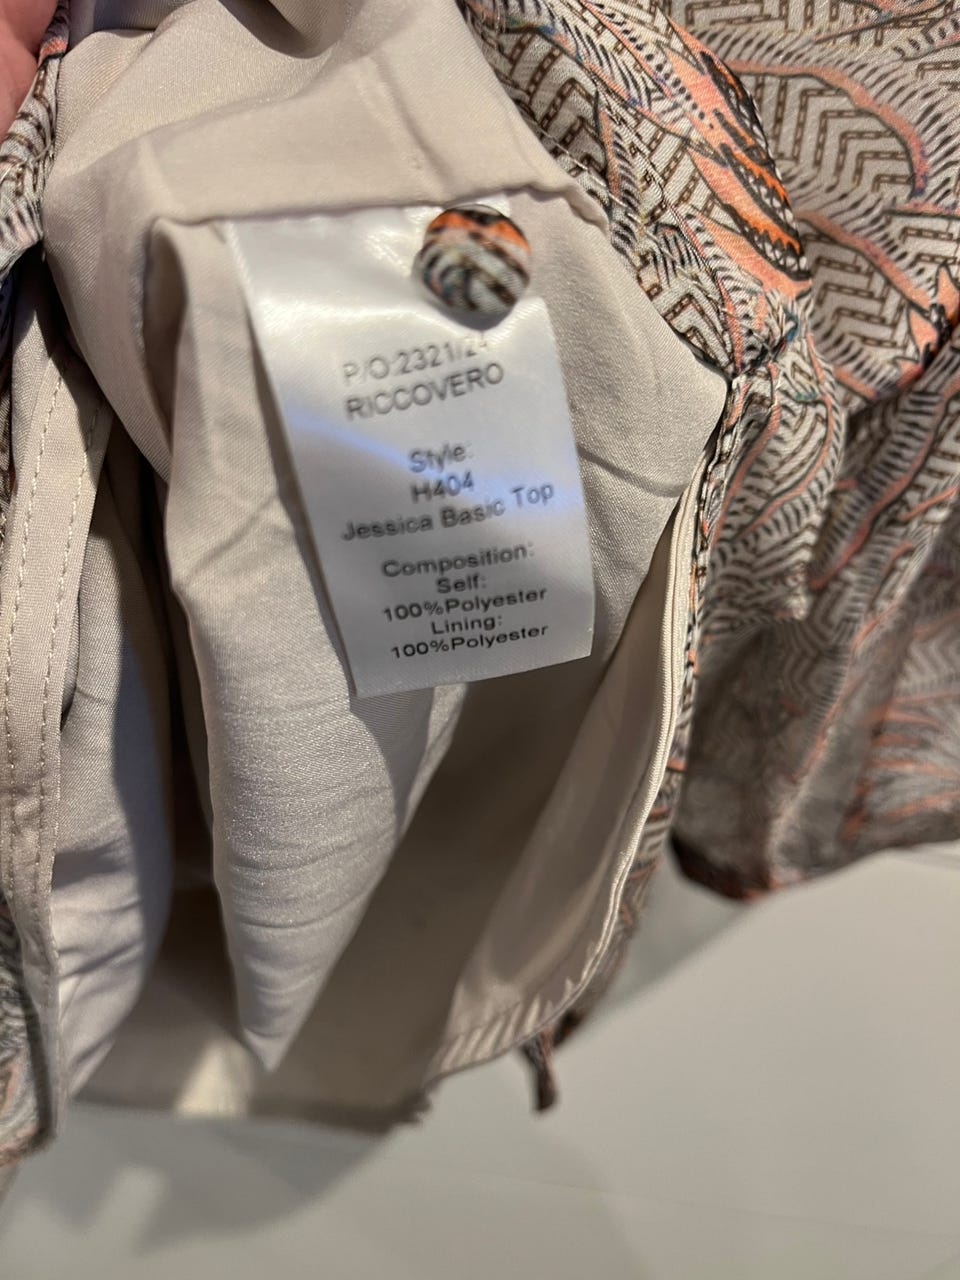 P/O:2321/24
RICCOVERO
Style:
H404
Jessica Basic Top
Composition:
Self:
100%Polyester
Lining:
100%Polyester